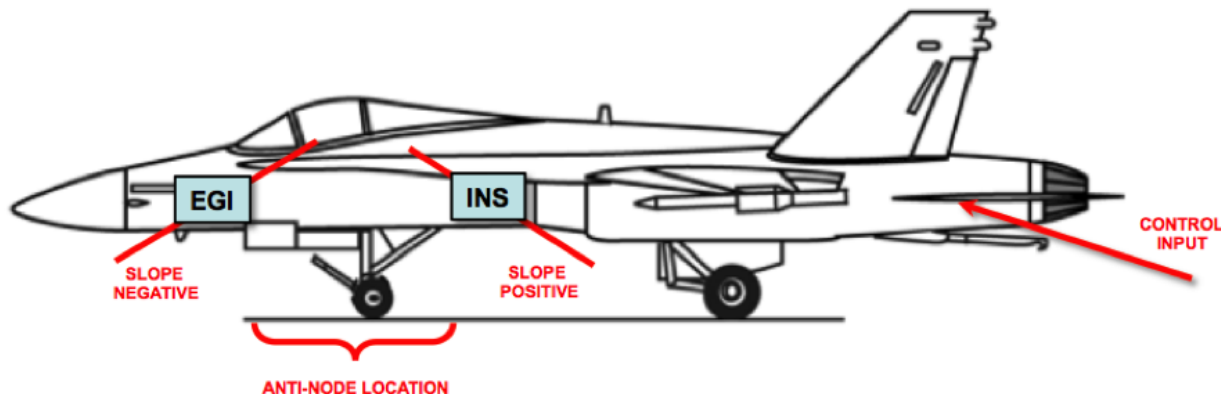 EGI
INS
SLOPE
NEGATIVE
SLOPE
POSITIVE
CONTROL
INPUT
ANTI-NODE LOCATION